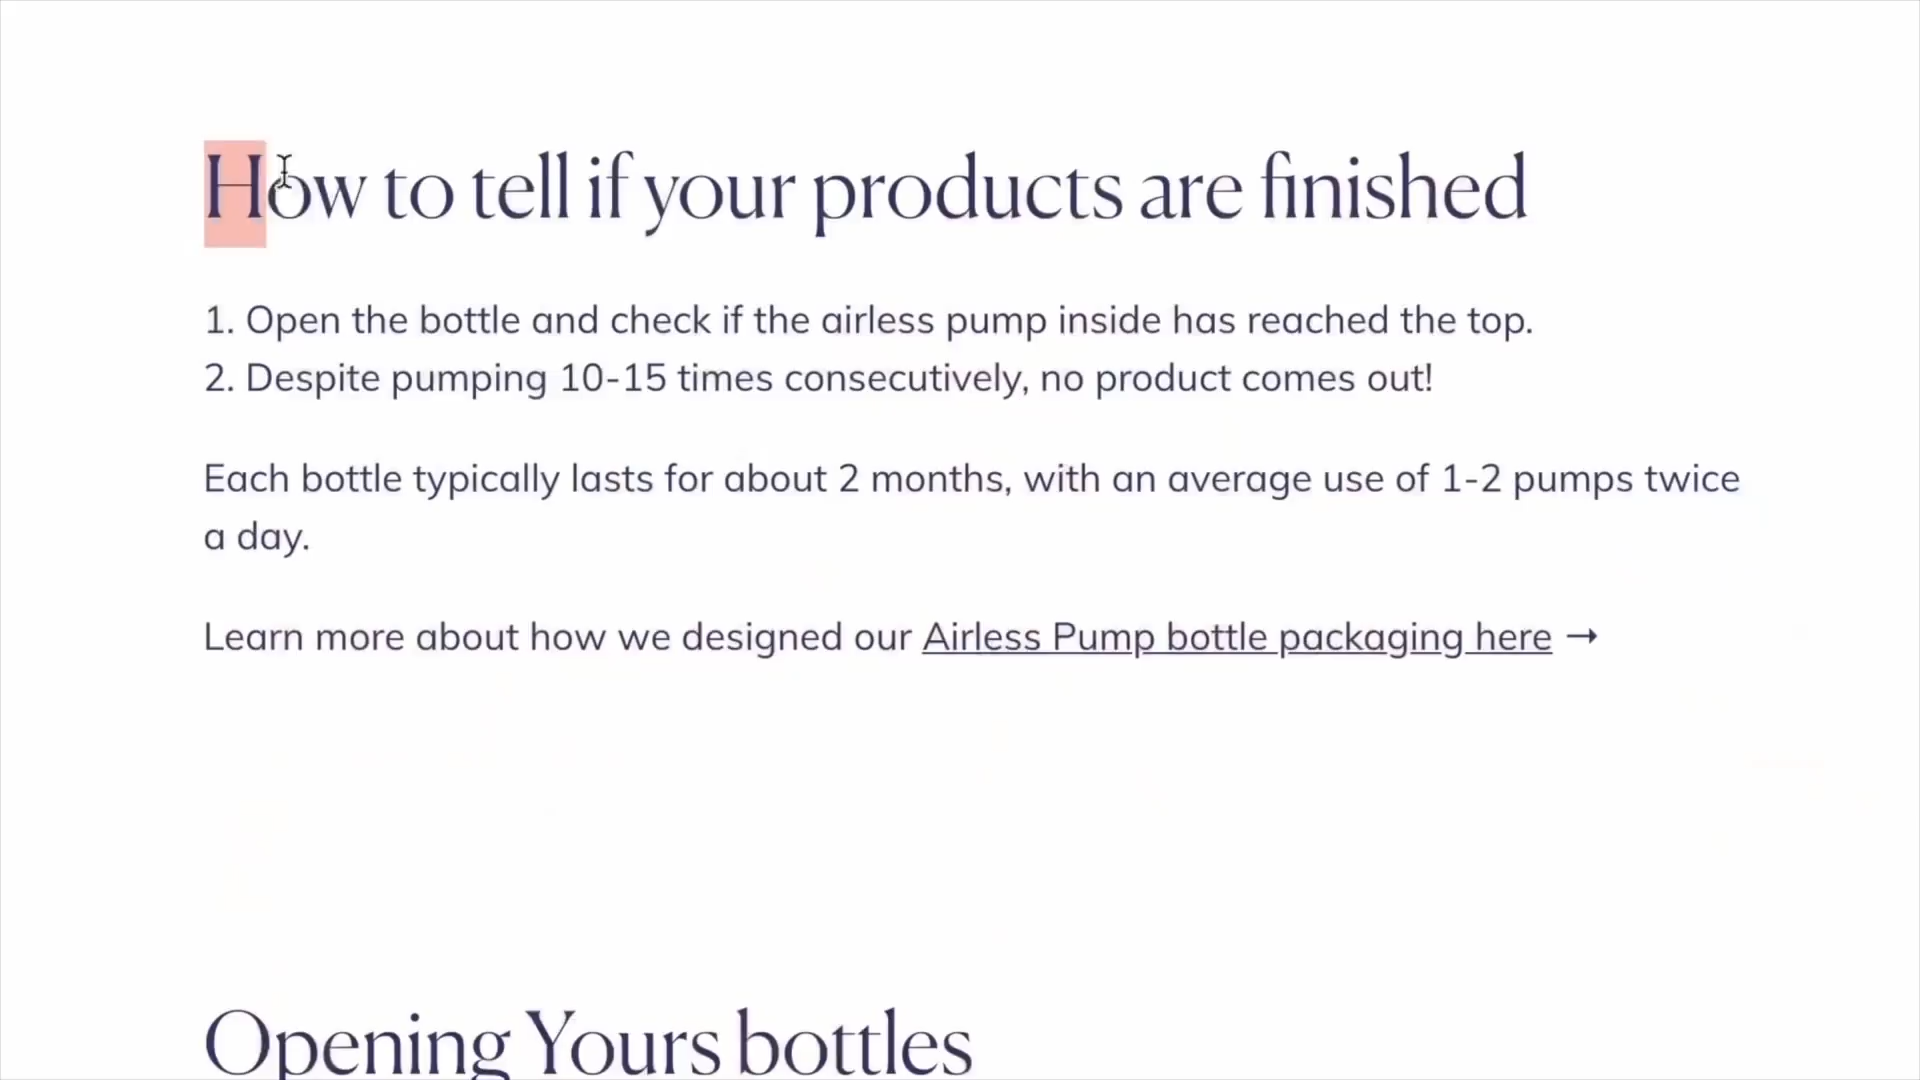 How to tell if your products are finished
1. Open the bottle and check if the airless pump inside has reached the top.
2. Despite pumping 10-15 times consecutively, no product comes out!
Each bottle typically lasts for about 2 months, with an average use of 1-2 pumps twice
a day.
Learn more about how we designed our Airless Pump bottle packaging here →
Opening Yours bottles